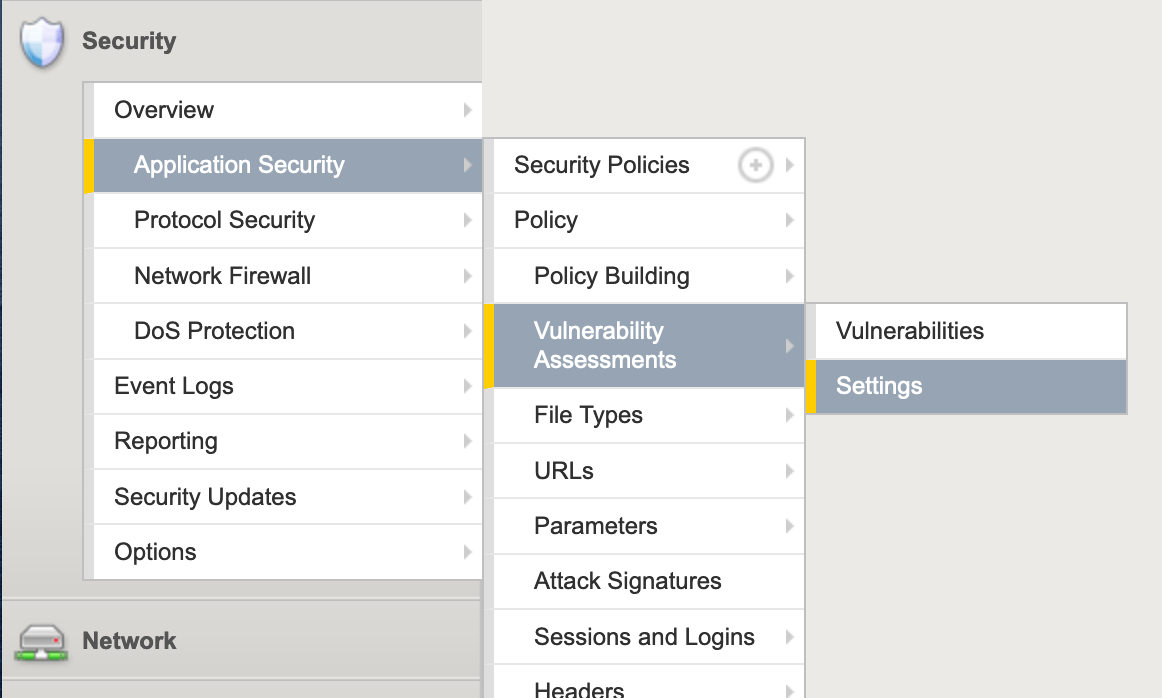 Security
Overview
Application Security
Protocol Security
Network Firewall
DoS Protection
Event Logs
Reporting
Security Updates
Options
Network
Security Policies
Policy
Policy Building
Vulnerability
Assessments
File Types
URLs
Parameters
Attack Signatures
Sessions and Logins
Headers
Vulnerabilities
Settings